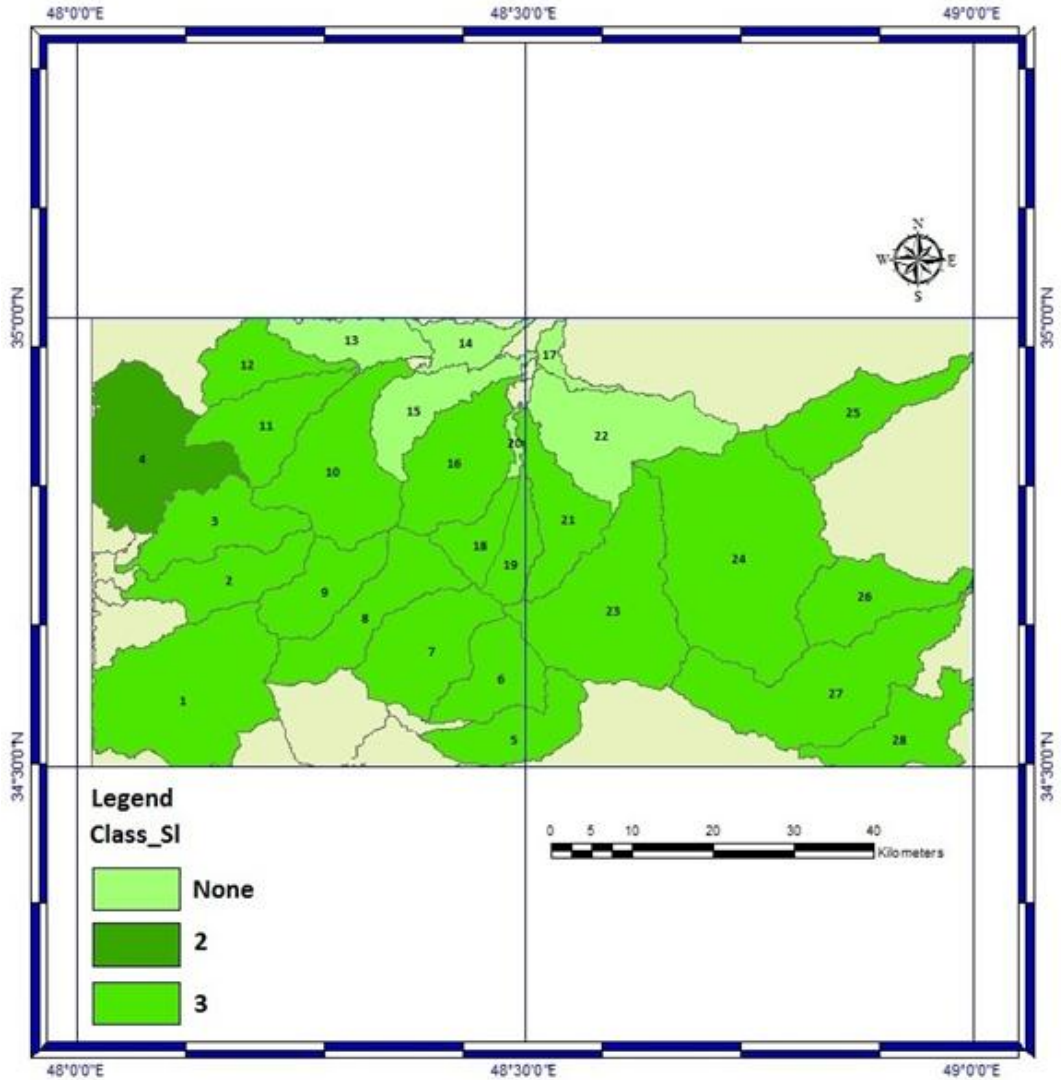 48°0'0"E 48°30'0"E 49°0'0"E
N
W E
S
35°0'0"N 35°0'0"N
13 14 17
12
15 25
11 22
4 20
10 16
3 21
18 24
19
2 9 26
8 23
7
6
1 27
5 28
34°30'0"N 34°30'0"N
Legend
Class_Sl
None
2
3
0 5 10 20 30 40
Kilometers
48°0'0"E 48°30'0"E 49°0'0"E